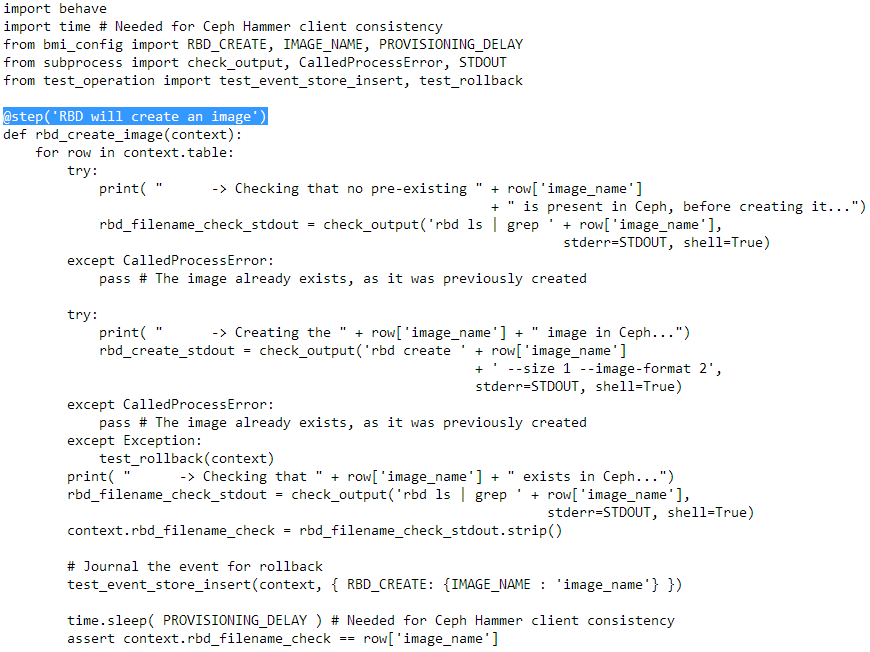 import behave
import time # Needed for Ceph Hammer client consistency
from bmi_config import RBD_CREATE, IMAGE_NAME, PROVISIONING_DELAY
from subprocess import check_output, CalledProcessError, STDOUT
from test_operation import test_event_store_insert, test_rollback

@step('RBD will create an image')
def rbd_create_image(context):
    for row in context.table:
        try:
            print( "      -> Checking that no pre-existing " + row['image_name']
                                                             + " is present in Ceph, before creating it...")
            rbd_filename_check_stdout = check_output('rbd ls | grep ' + row['image_name'],
                                                                      stderr=STDOUT, shell=True)
        except CalledProcessError:
            pass # The image already exists, as it was previously created

        try:
            print( "      -> Creating the " + row['image_name'] + " image in Ceph...")
            rbd_create_stdout = check_output('rbd create ' + row['image_name']
                                                           + ' --size 1 --image-format 2',
                                                           stderr=STDOUT, shell=True)
        except CalledProcessError:
            pass # The image already exists, as it was previously created
        except Exception:
            test_rollback(context)
        print( "      -> Checking that " + row['image_name'] + " exists in Ceph...")
        rbd_filename_check_stdout = check_output('rbd ls | grep ' + row['image_name'],
                                                                    stderr=STDOUT, shell=True)
        context.rbd_filename_check = rbd_filename_check_stdout.strip()

        # Journal the event for rollback
        test_event_store_insert(context, { RBD_CREATE: {IMAGE_NAME : 'image_name'} })

        time.sleep( PROVISIONING_DELAY ) # Needed for Ceph Hammer client consistency
        assert context.rbd_filename_check == row['image_name']